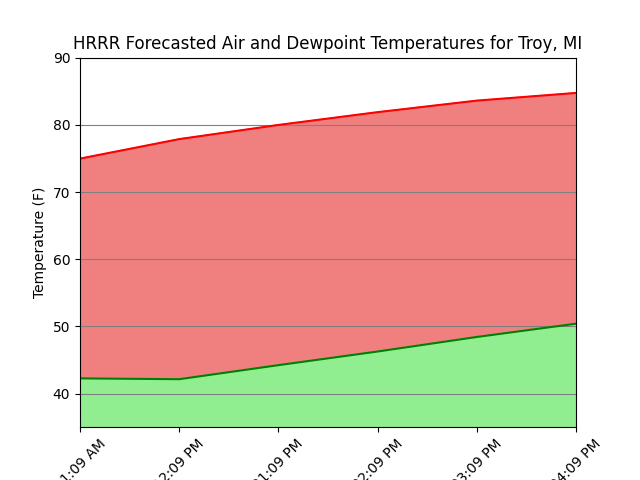 HRRR Forecasted Air and Dewpoint Temperatures for Troy, MI
90
80
70
60
50
40
Temperature (F)
1:09 AM
2:09 PM
01:09 PM
02:09 PM
03:09 PM
04:09 PM